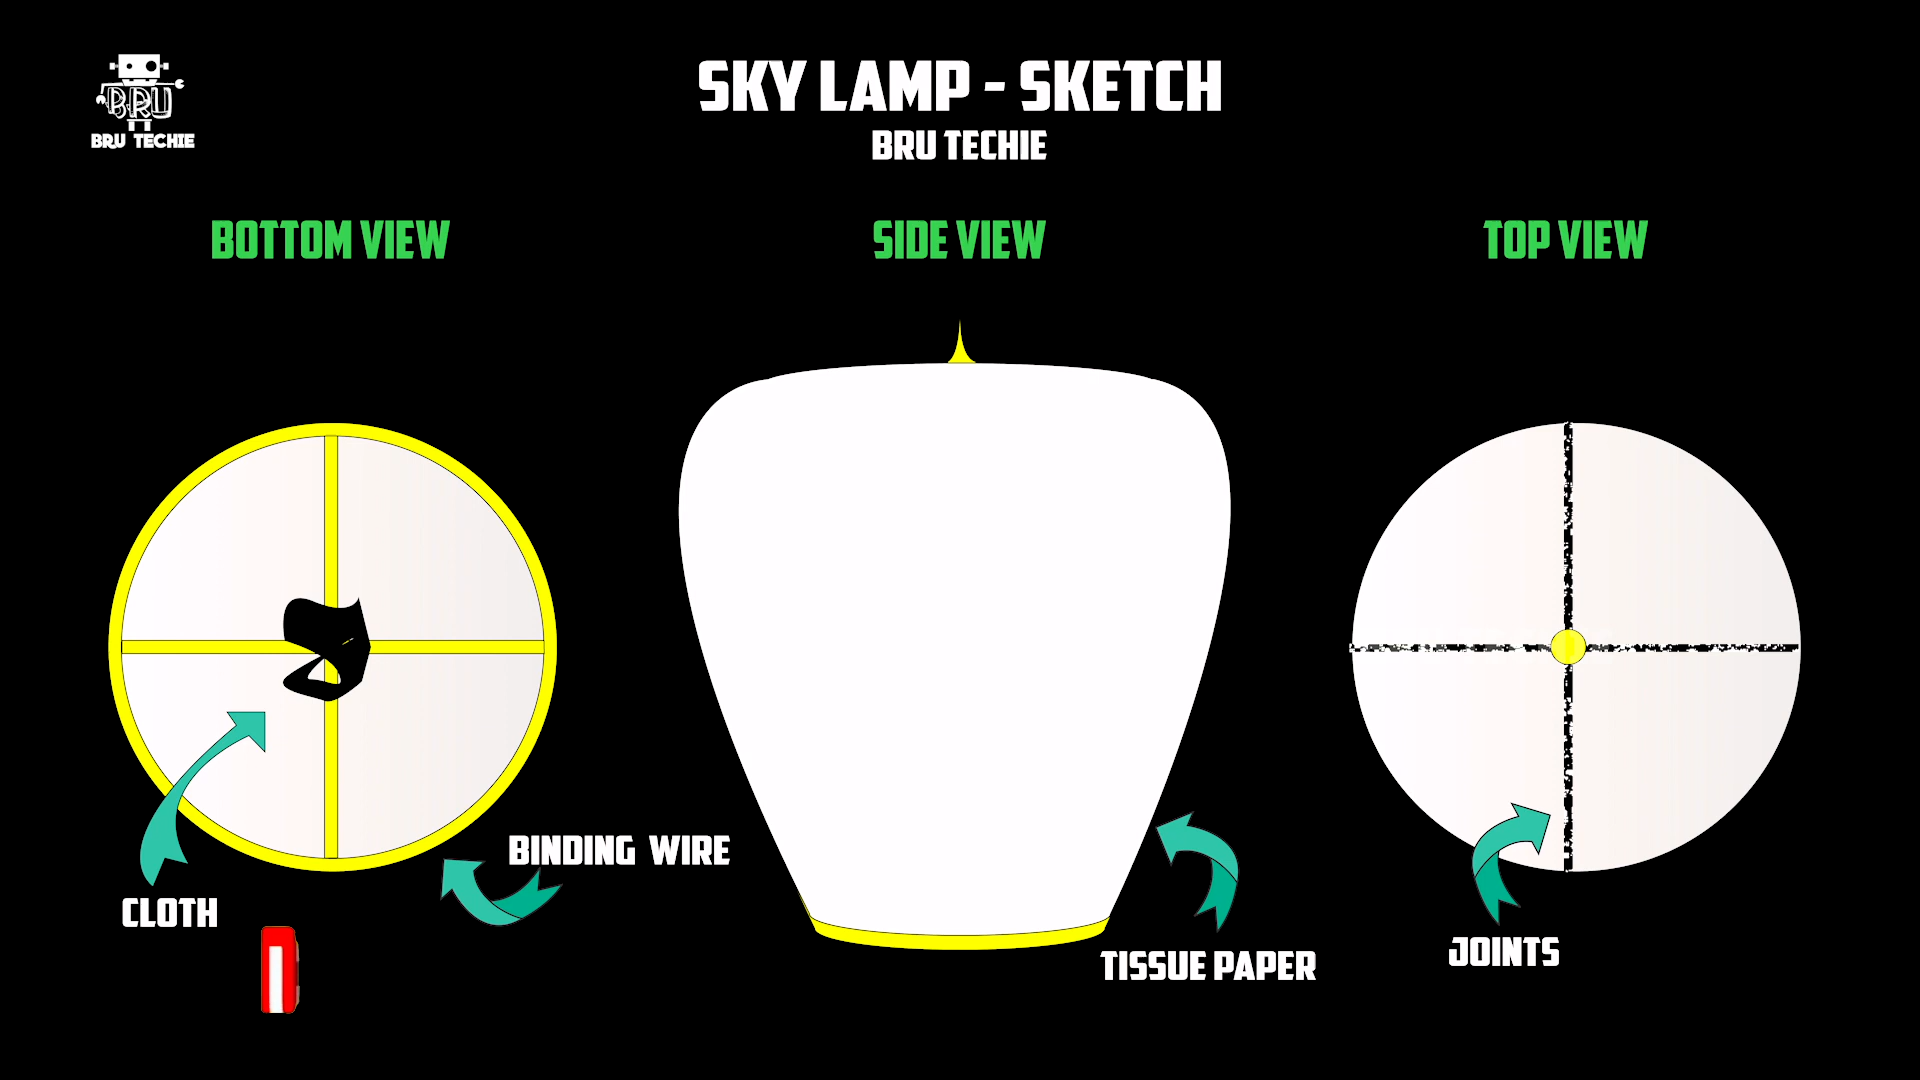 BRU
BRU TECHIE
SKY LAMP - SKETCH
BRU TECHIE
BOTTOM VIEW
SIDE VIEW
TOP VIEW
BINDING WIRE
CLOTH
TISSUE PAPER
JOINTS